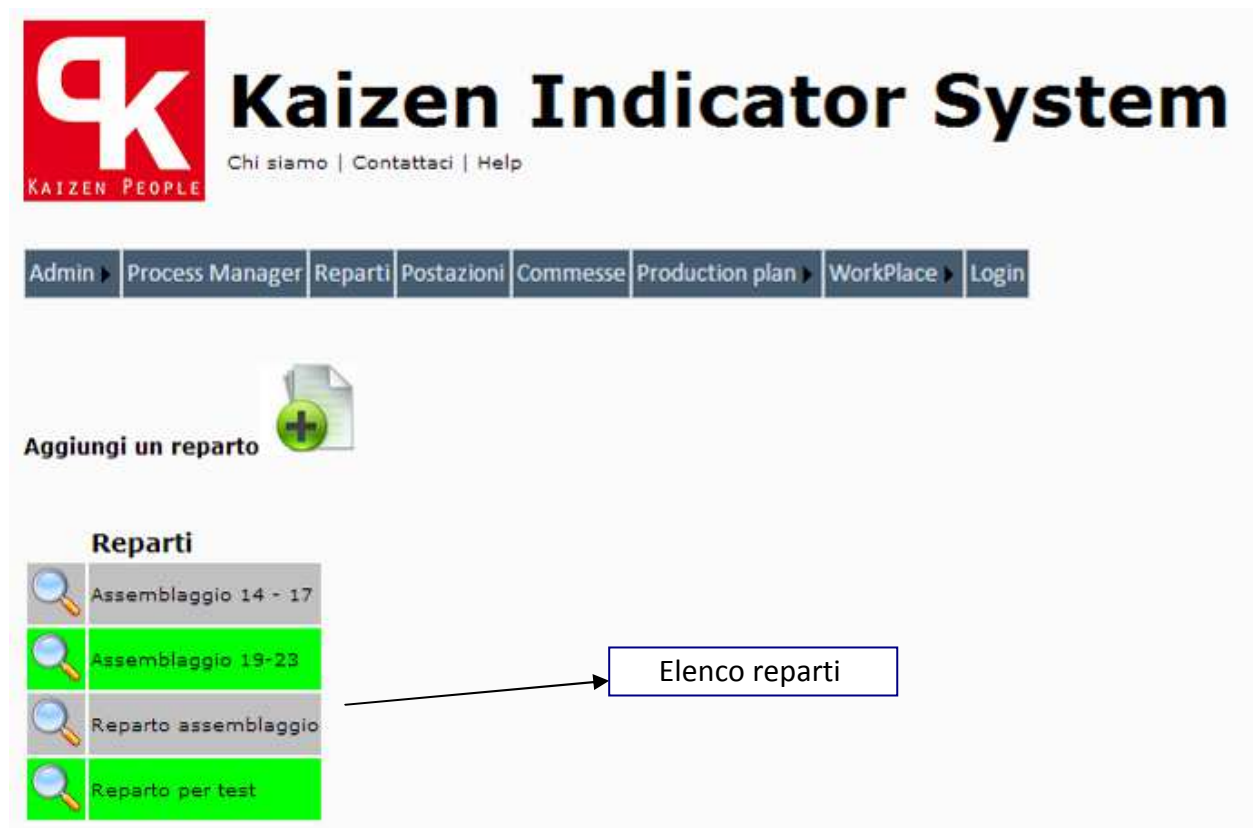 KAIZEN PEOPLE
Kaizen Indicator System
Chi siamo | Contattaci | Help
Admin Process Manager Reparti Postazioni Commesse Production plan WorkPlace Login
Aggiungi un reparto
Reparti
Assemblaggio 14 - 17
Assemblaggio 19-23
Reparto assemblaggio
Reparto per test
Elenco reparti